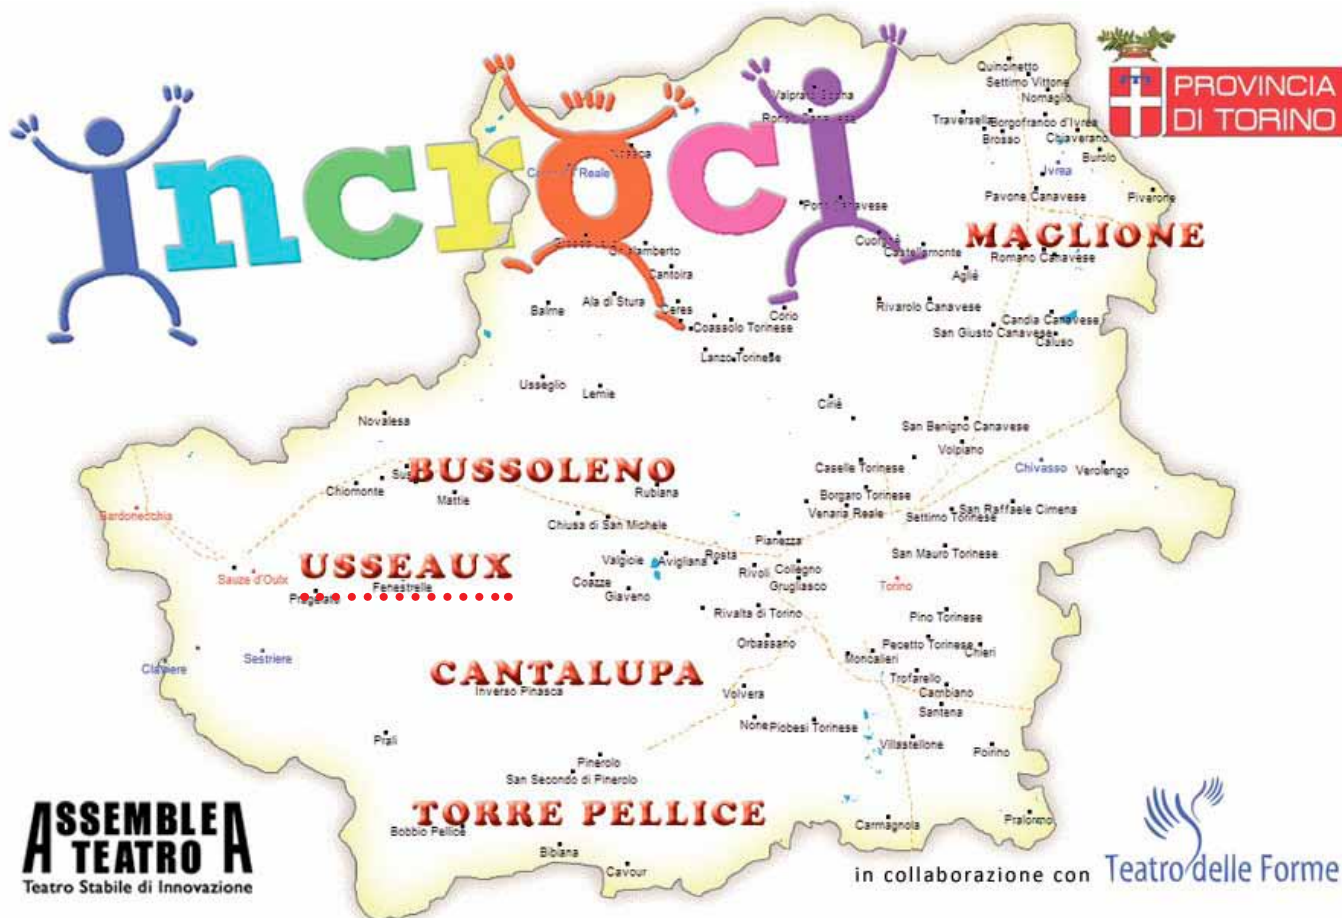 incroci
PROVINCIA
DI TORINO
Quincinetto
Settimo Vittone
Nomaglio
Traversella
Borgofranco d'Ivrea
Brosso
Chiaverano
Burolo
Ivrea
Pavone Canavese
Piverone
MAGLIONE
Romano Canavese
Castellamonte
Agliè
Cantoira
Ala di Stura
Balme
Ceres
Corio
Coassolo Torinese
Rivarolo Canavese
Candia Canavese
San Giusto Canavese
Caluso
Lanzo Torinese
Usseglio
Lemie
Ciriè
Novalesa
San Benigno Canavese
Volpiano
BUSSOLENO
Caselle Torinese
Chivasso
Verolengo
Chiomonte
Mattie
Rubiana
Borgaro Torinese
Venaria Reale
Settimo Torinese
San Raffaele Cimena
Bardonecchia
Chiusa di San Michele
Pianezza
San Mauro Torinese
USSEAUX
Valgioie
Avigliana
Rosta
Rivoli
Collegno
Grugliasco
Torino
Sauze d'Oulx
Fenestrelle
Pragelato
Coazze
Giaveno
Rivalta di Torino
Pino Torinese
Orbassano
Pecetto Torinese
Chieri
Moncalieri
Claviere
Sestriere
CANTALUPA
Trofarello
Cambiano
Inverso Pinasca
Volvera
Santena
None
Piobesi Torinese
Prali
Villastellone
Poirino
Pinerolo
San Secondo di Pinerolo
TORRE PELLICE
Bobbio Pellice
Carmagnola
Pralormo
Bibiana
Cavour
ASSEMBLEA
TEATRO
Teatro Stabile di Innovazione
in collaborazione con Teatro delle Forme